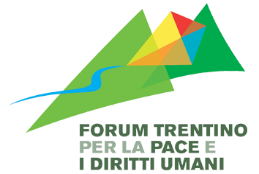 FORUM TRENTINO
PER LA PACE E
I DIRITTI UMANI